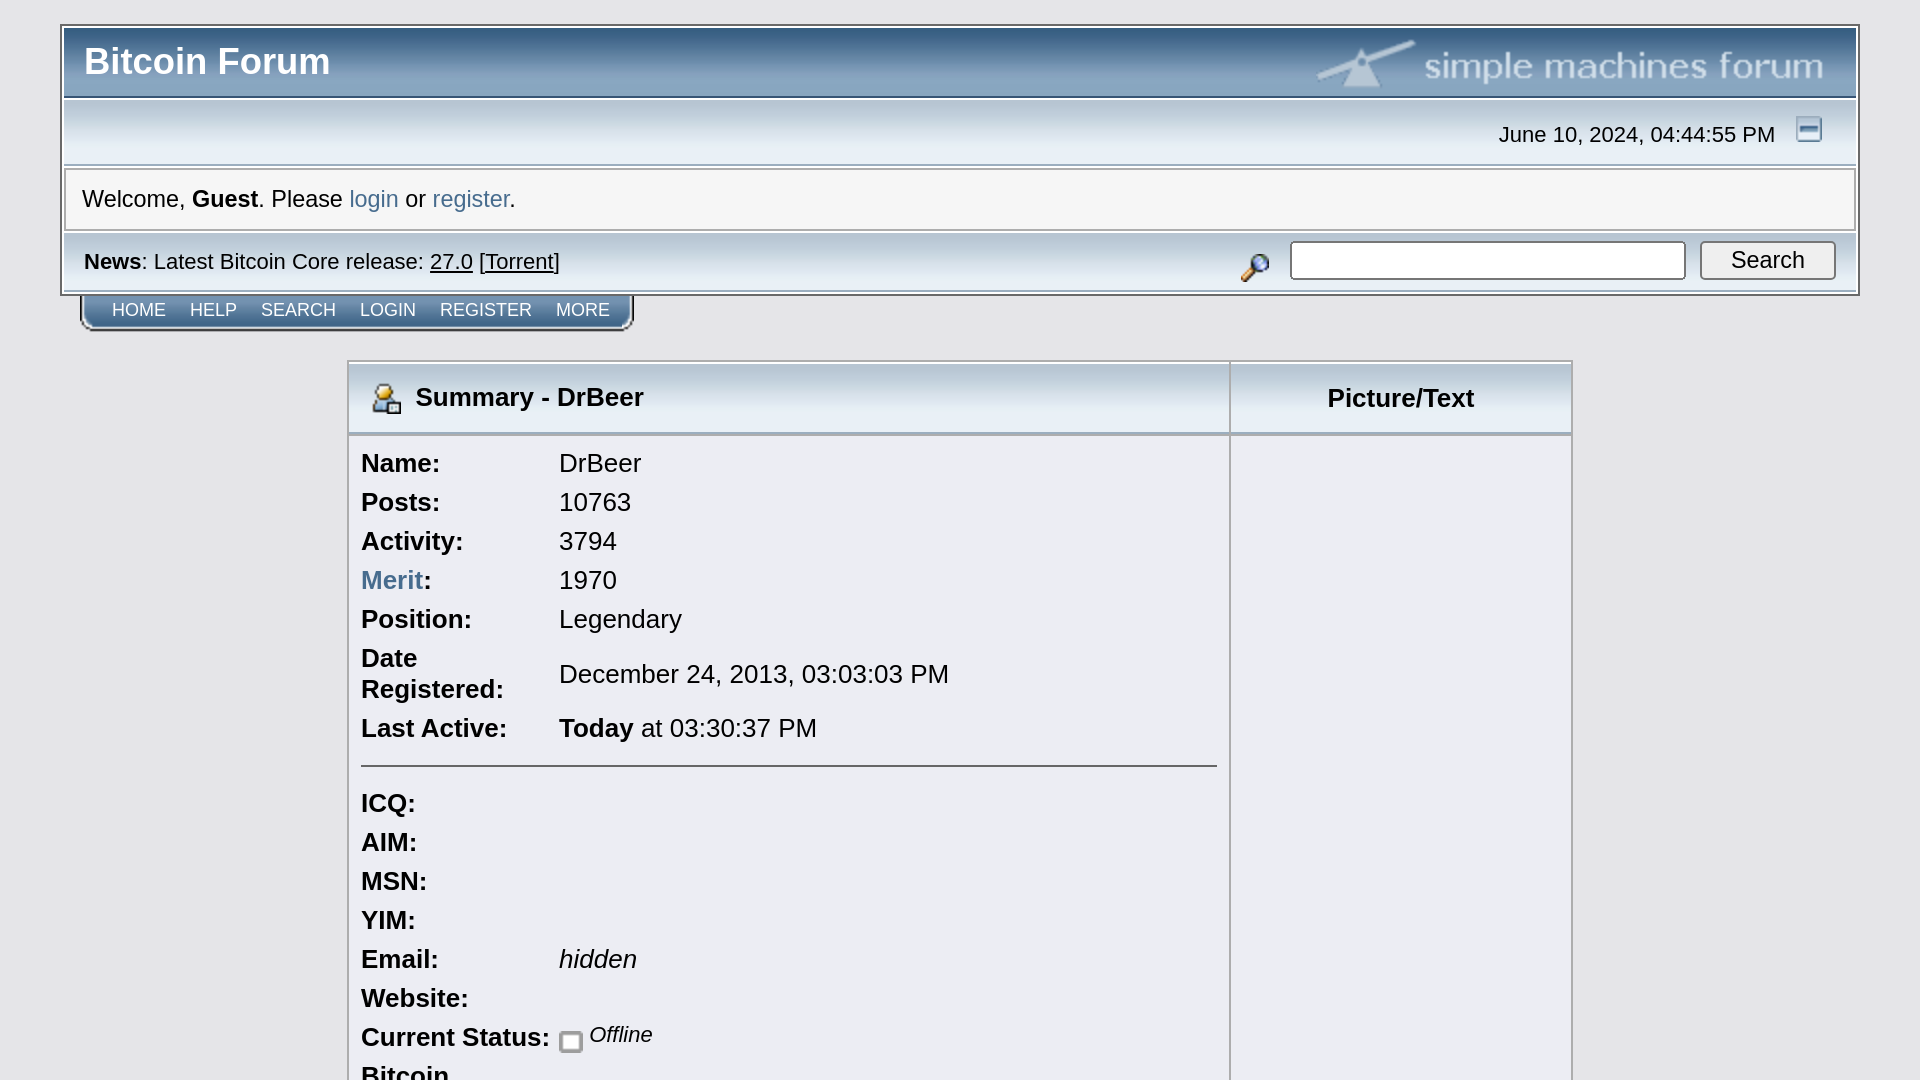 Bitcoin Forum
simple machines forum
June 10, 2024, 04:44:55 PM
Welcome, Guest. Please login or register.
News: Latest Bitcoin Core release: 27.0 [Torrent]
Search
HOME HELP SEARCH LOGIN REGISTER MORE
Summary - DrBeer
Picture/Text
Name: DrBeer
Posts: 10763
Activity: 3794
Merit: 1970
Position: Legendary
Date
Registered: December 24, 2013, 03:03:03 PM
Last Active: Today at 03:30:37 PM
ICQ:
AIM:
MSN:
YIM:
Email: hidden
Website:
Current Status: Offline
Bitcoin